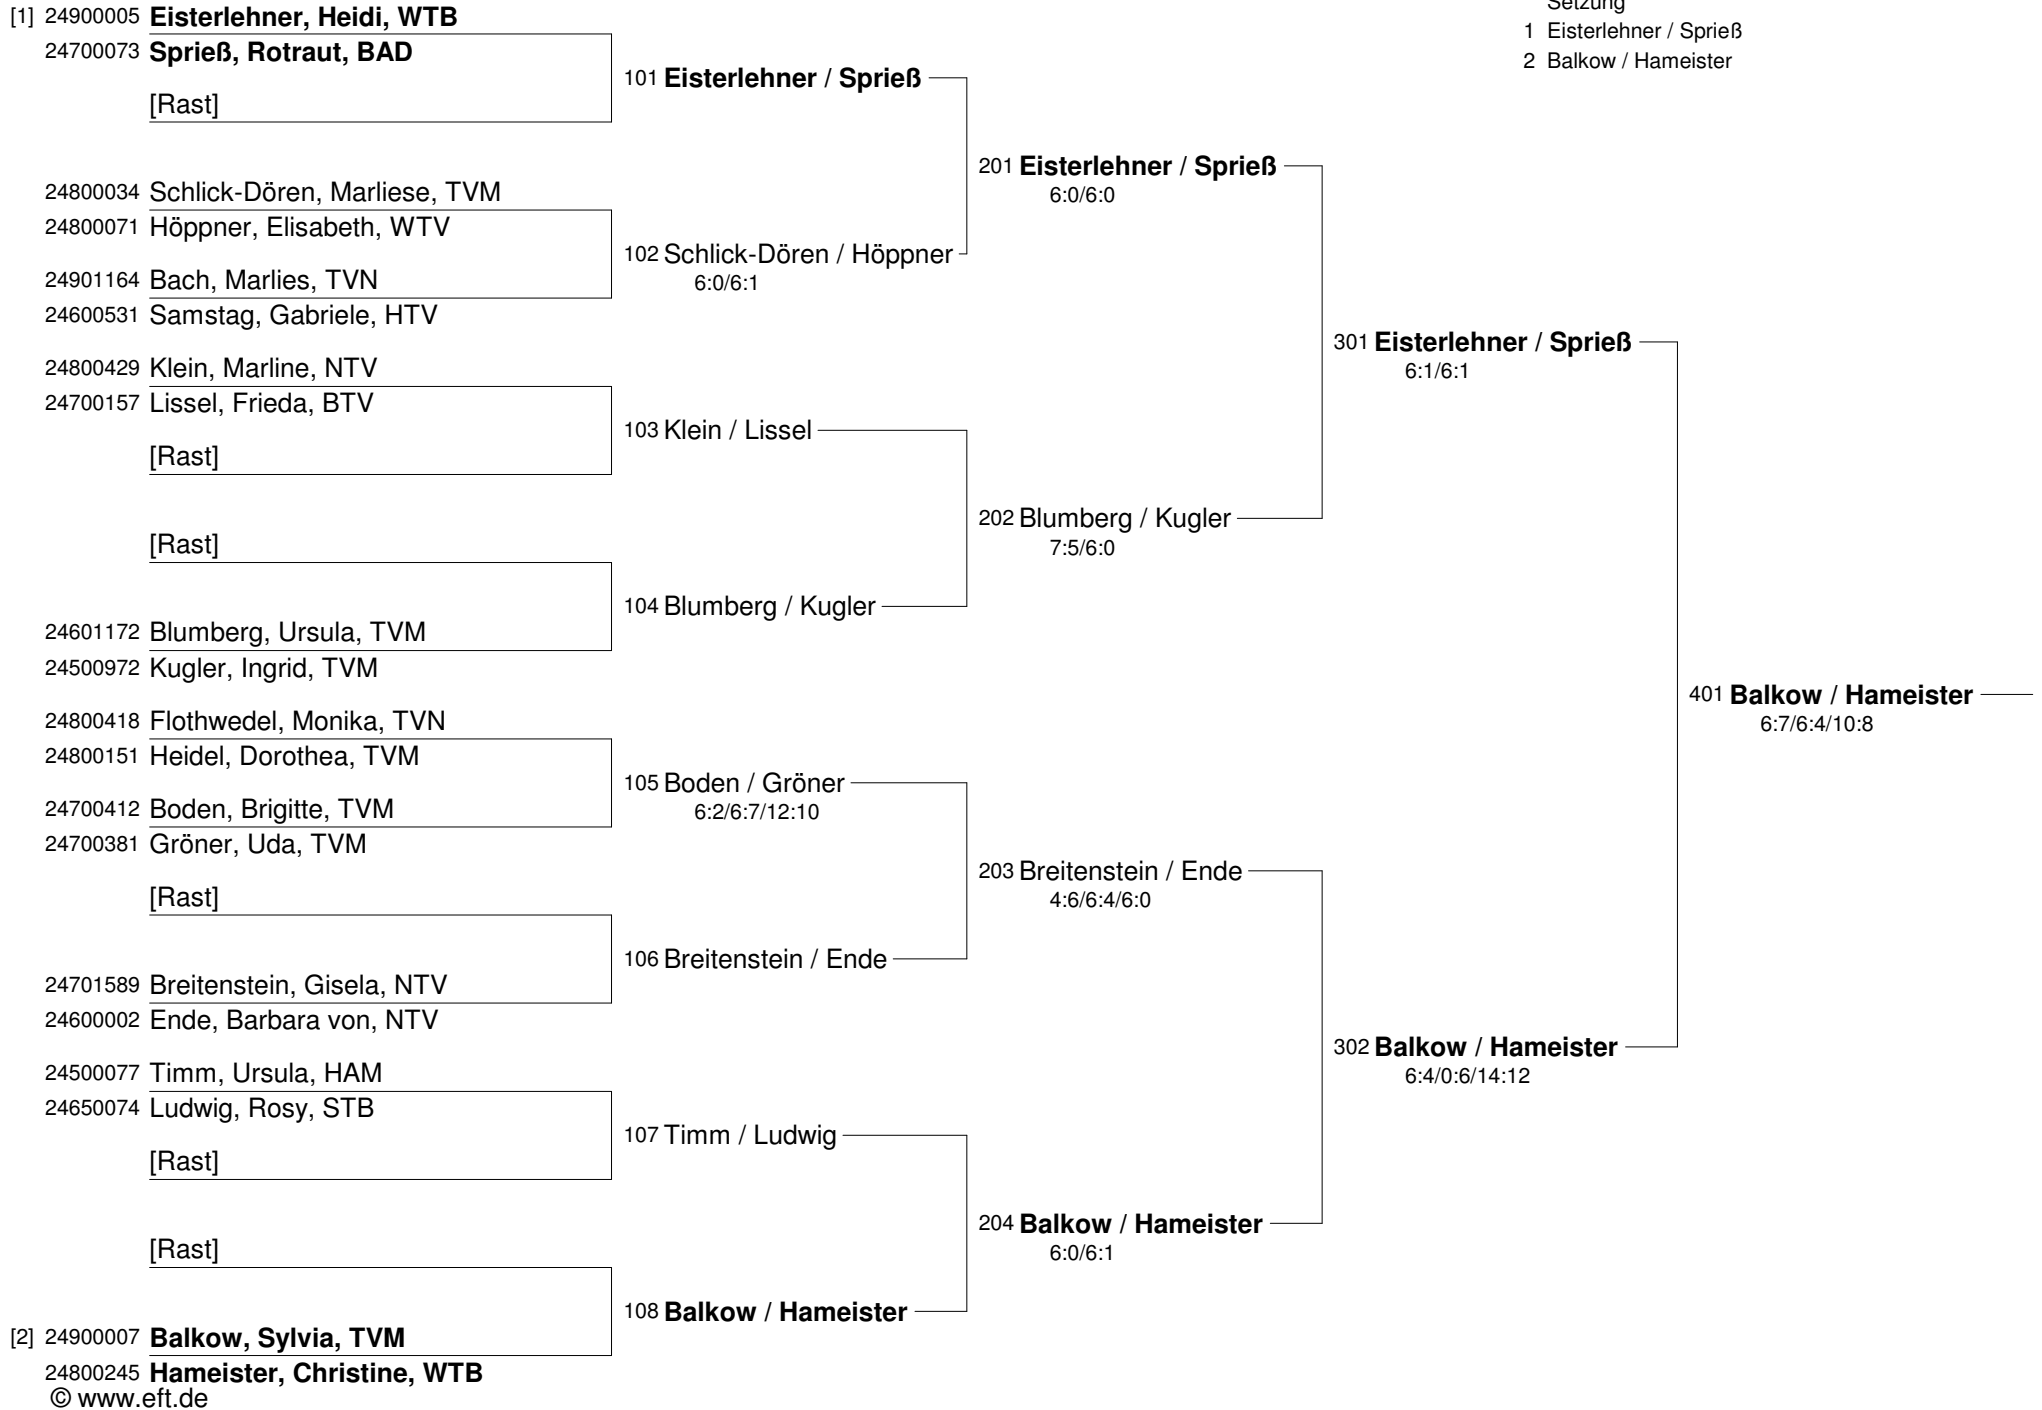 Setzung
1 Eisterlehner / Sprieß
2 Balkow / Hameister
[1] 24900005 Eisterlehner, Heidi, WTB
24700073 Sprieß, Rotraut, BAD
[Rast]
24800034 Schlick-Dören, Marliese, TVM
24800071 Höppner, Elisabeth, WTV
24901164 Bach, Marlies, TVN
24600531 Samstag, Gabriele, HTV
24800429 Klein, Marline, NTV
24700157 Lissel, Frieda, BTV
[Rast]
[Rast]
24601172 Blumberg, Ursula, TVM
24500972 Kugler, Ingrid, TVM
24800418 Flothwedel, Monika, TVN
24800151 Heidel, Dorothea, TVM
24700412 Boden, Brigitte, TVM
24700381 Gröner, Uda, TVM
[Rast]
24701589 Breitenstein, Gisela, NTV
24600002 Ende, Barbara von, NTV
24500077 Timm, Ursula, HAM
24650074 Ludwig, Rosy, STB
[Rast]
[Rast]
[2] 24900007 Balkow, Sylvia, TVM
24800245 Hameister, Christine, WTB
101 Eisterlehner / Sprieß
102 Schlick-Dören / Höppner
6:0/6:1
103 Klein / Lissel
104 Blumberg / Kugler
105 Boden / Gröner
6:2/6:7/12:10
106 Breitenstein / Ende
107 Timm / Ludwig
108 Balkow / Hameister
201 Eisterlehner / Sprieß
6:0/6:0
202 Blumberg / Kugler
7:5/6:0
203 Breitenstein / Ende
4:6/6:4/6:0
204 Balkow / Hameister
6:0/6:1
301 Eisterlehner / Sprieß
6:1/6:1
302 Balkow / Hameister
6:4/0:6/14:12
401 Balkow / Hameister
6:7/6:4/10:8
© www.eft.de